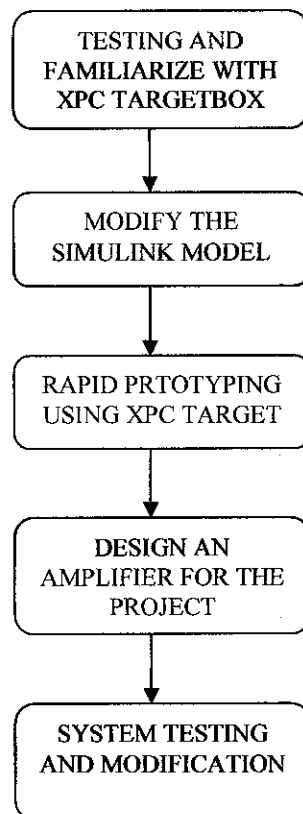 TESTING AND
FAMILIARIZE WITH
XPC TARGETBOX
MODIFY THE
SIMULINK MODEL
RAPID PRTOTYPING
USING XPC TARGET
DESIGN AN
AMPLIFIER FOR THE
PROJECT
SYSTEM TESTING
AND MODIFICATION